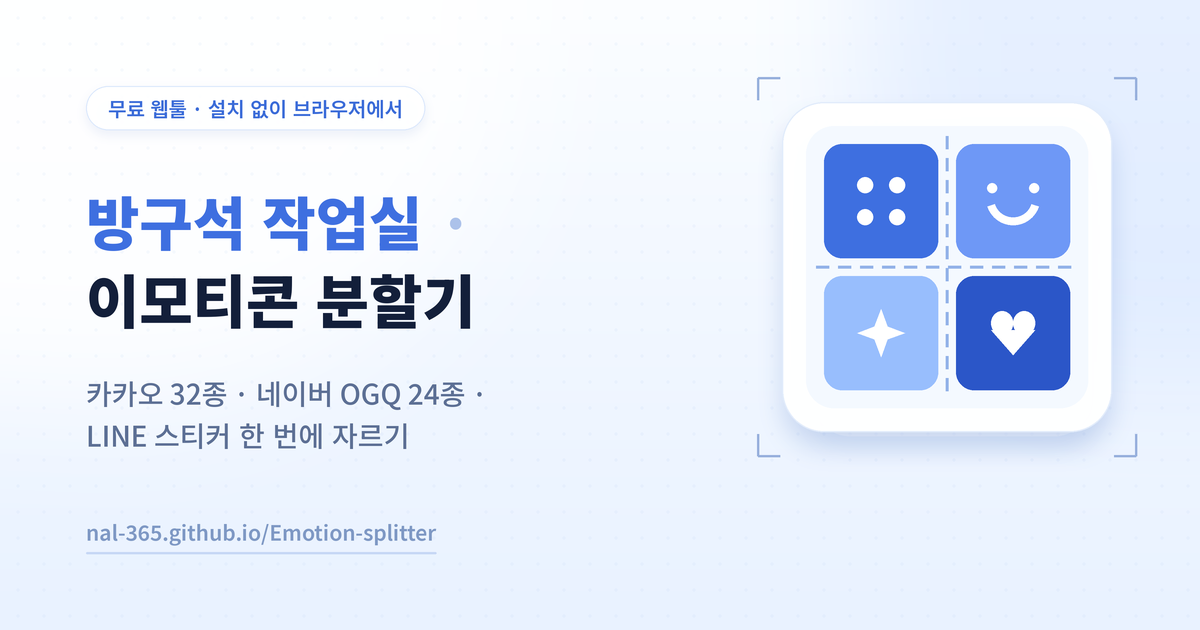 무료 웹툴 · 설치 없이 브라우저에서
방구석 작업실 ·
이모티콘 분할기
카카오 32종 · 네이버 OGQ 24종 ·
LINE 스티커 한 번에 자르기
nal-365.github.io/Emotion-splitter